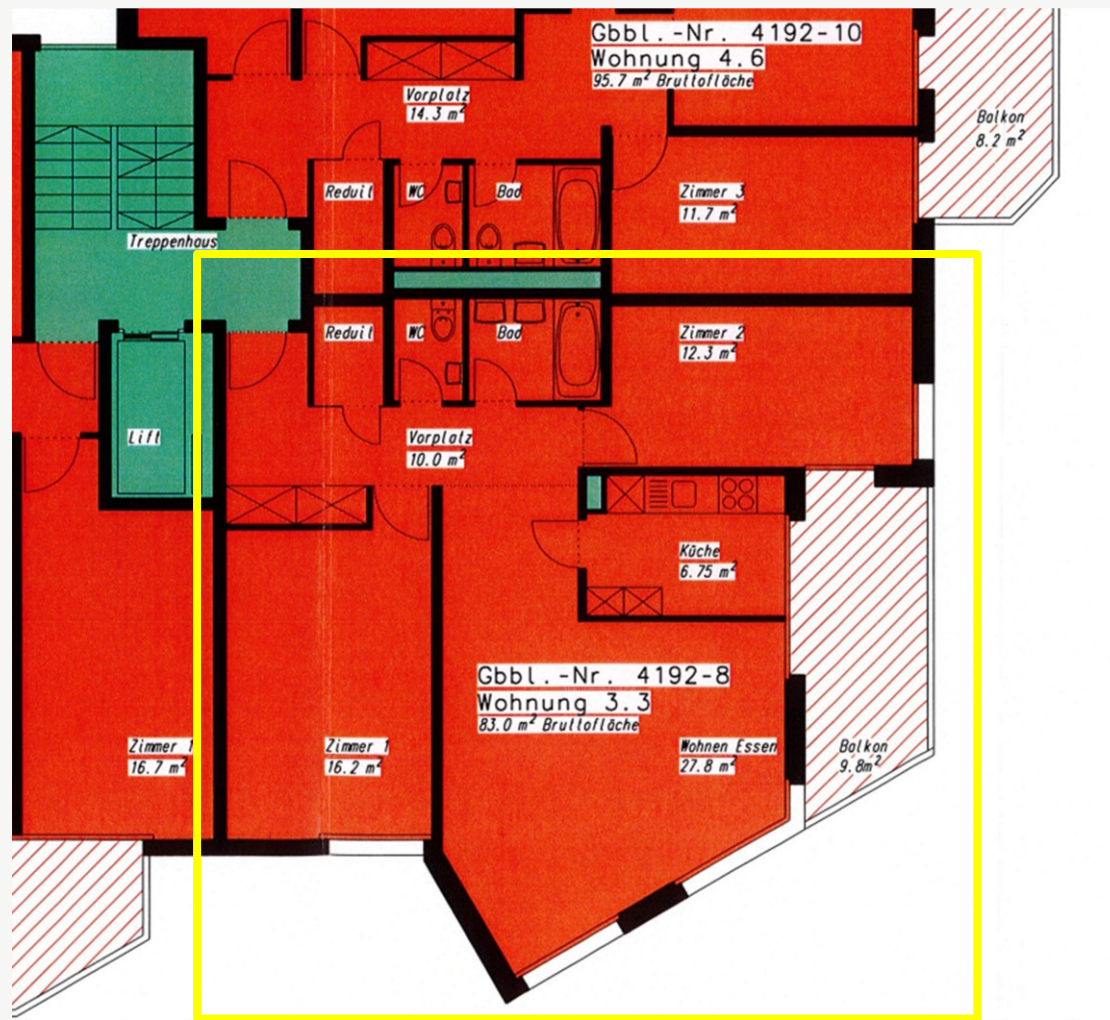 Gbbl.-Nr. 4192-10
Wohnung 4.6
95.7 m² Bruttofläche
Vorplatz
14.3 m²
Balkon
8.2 m²
Reduit
WC
Bad
Zimmer 3
11.7 m²
Treppenhaus
Reduit
WC
Bad
Zimmer 2
12.3 m²
Lift
Vorplatz
10.0 m²
Küche
6.75 m²
Gbbl.-Nr. 4192-8
Wohnung 3.3
83.0 m² Bruttofläche
Zimmer 1
16.7 m²
Zimmer 1
16.2 m²
Wohnen Essen
27.8 m²
Balkon
9.8m²